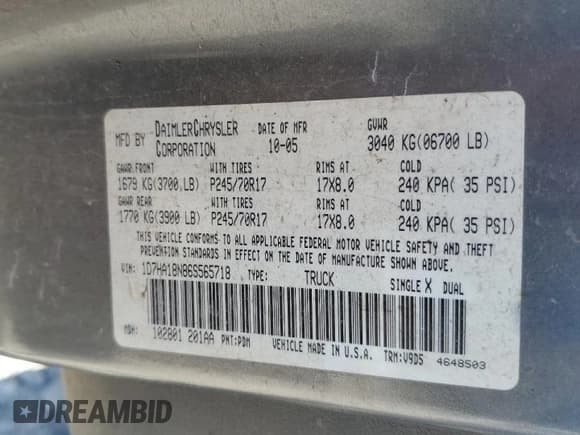 MFD BY DAIMLERCHRYSLER CORPORATION DATE OF MFR 10-05 GVWR 3040 KG(06700 LB)
GAWR FRONT WITH TIRES RIMS AT COLD
1679 KG(3700 LB) P245/70R17 17X8.0 240 KPA( 35 PSI)
GAWR REAR WITH TIRES RIMS AT COLD
1770 KG(3900 LB) P245/70R17 17X8.0 240 KPA( 35 PSI)
THIS VEHICLE CONFORMS TO ALL APPLICABLE FEDERAL MOTOR VEHICLE SAFETY AND THEFT
PREVENTION STANDARDS IN EFFECT ON THE DATE OF MANUFACTURE SHOWN ABOVE.
VIN: 1D7HA18N86S565718 TYPE: TRUCK SINGLE X DUAL
MDH: 102801 201AA PNT:PDM VEHICLE MADE IN U.S.A. TRM:V9D5 4648503
DREAMBID